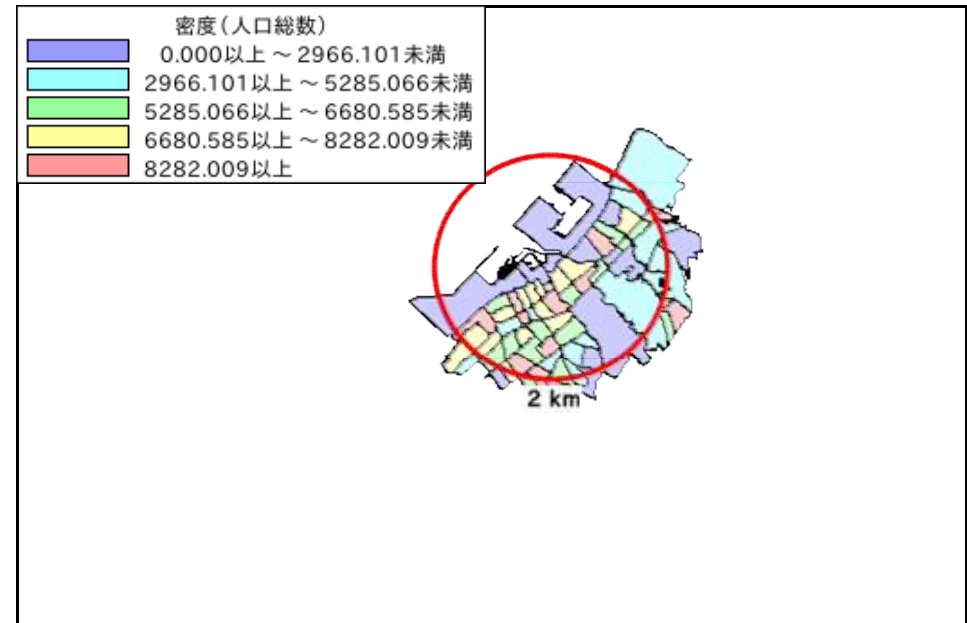 密度（人口総数）
0.000以上 ～ 2966.101未満
2966.101以上 ～ 5285.066未満
5285.066以上 ～ 6680.585未満
6680.585以上 ～ 8282.009未満
8282.009以上
2 km